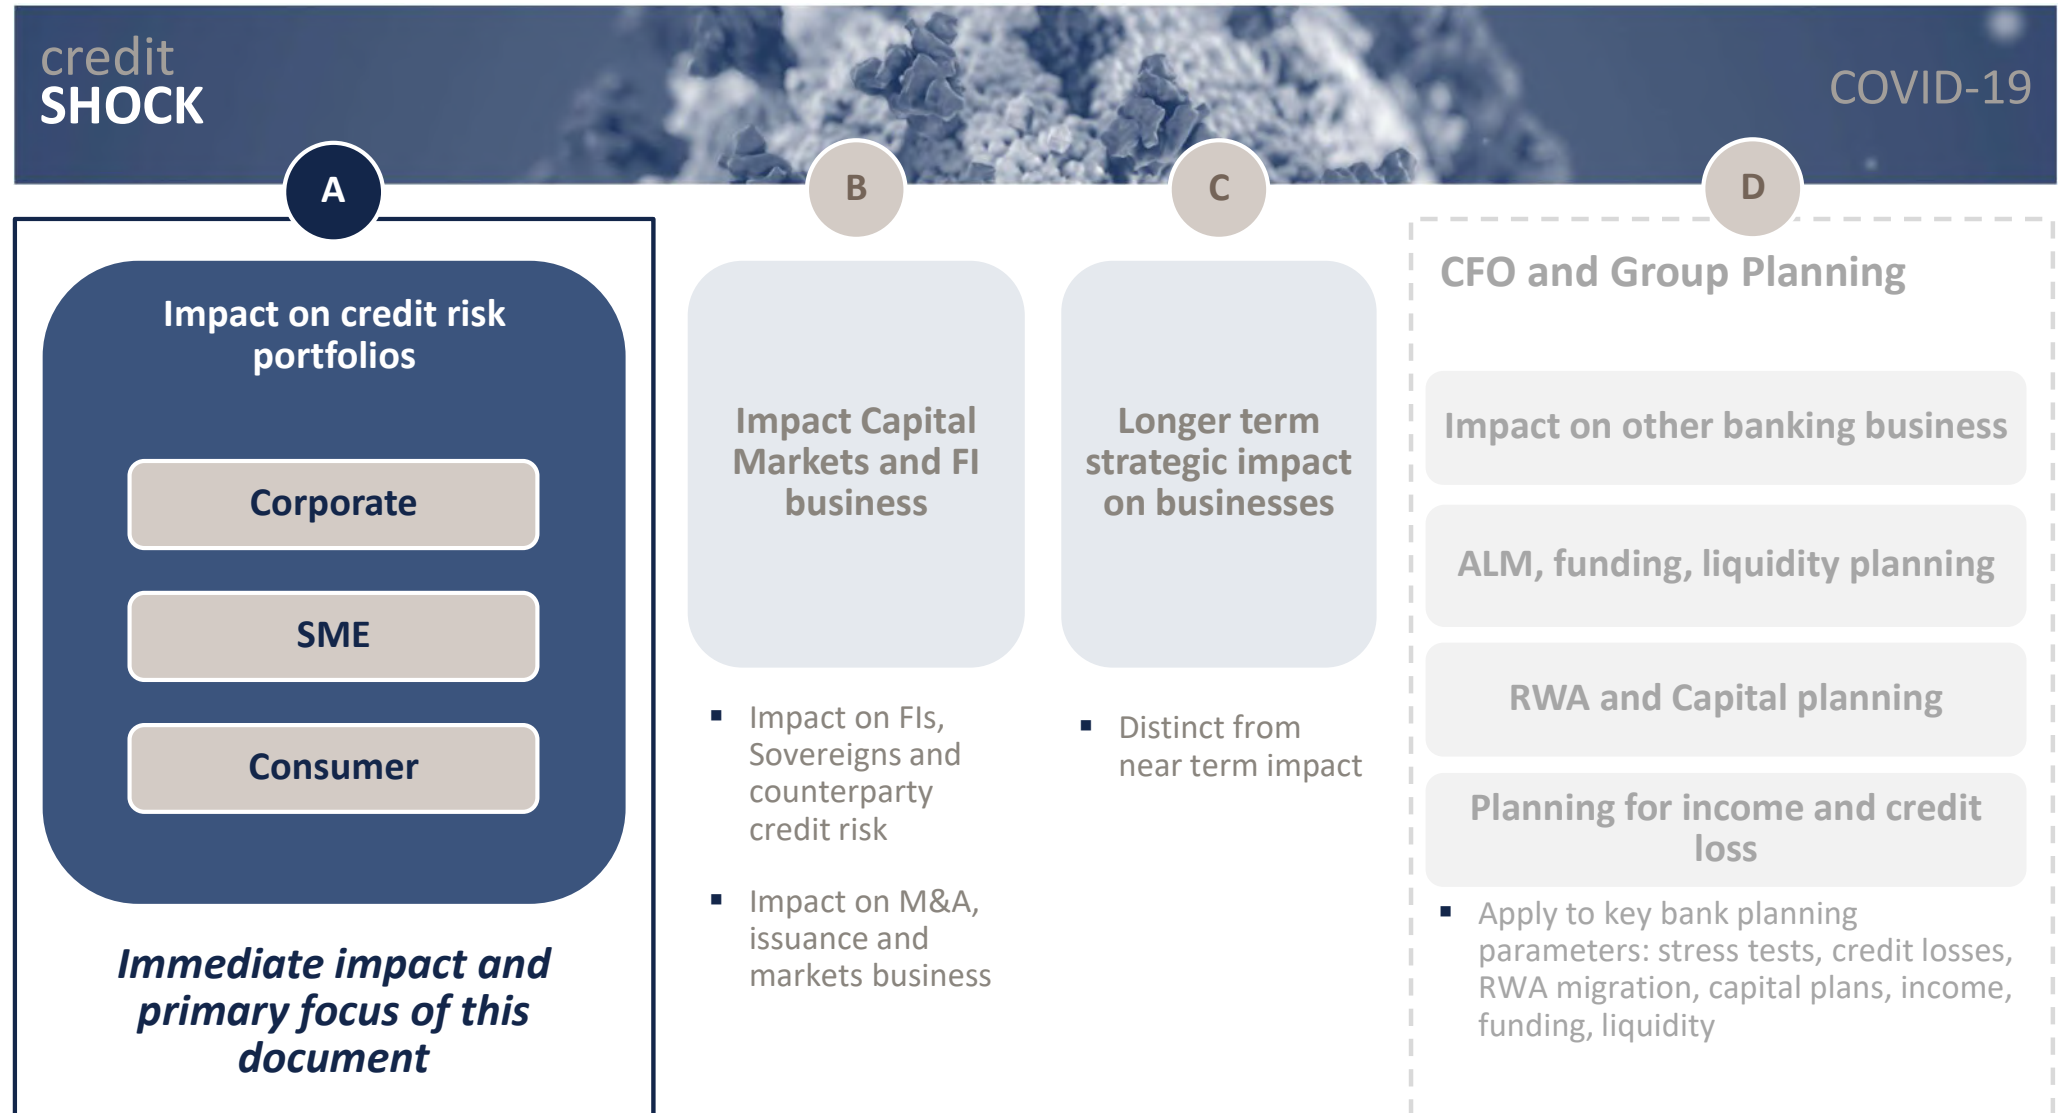 credit
SHOCK
COVID-19
A
Impact on credit risk
portfolios
Corporate
SME
Consumer
Immediate impact and
primary focus of this
document
B
Impact Capital
Markets and FI
business
▪ Impact on FIs,
Sovereigns and
counterparty
credit risk
▪ Impact on M&A,
issuance and
markets business
C
Longer term
strategic impact
on businesses
▪ Distinct from
near term impact
D
CFO and Group Planning
Impact on other banking business
ALM, funding, liquidity planning
RWA and Capital planning
Planning for income and credit
loss
▪ Apply to key bank planning
parameters: stress tests, credit losses,
RWA migration, capital plans, income,
funding, liquidity